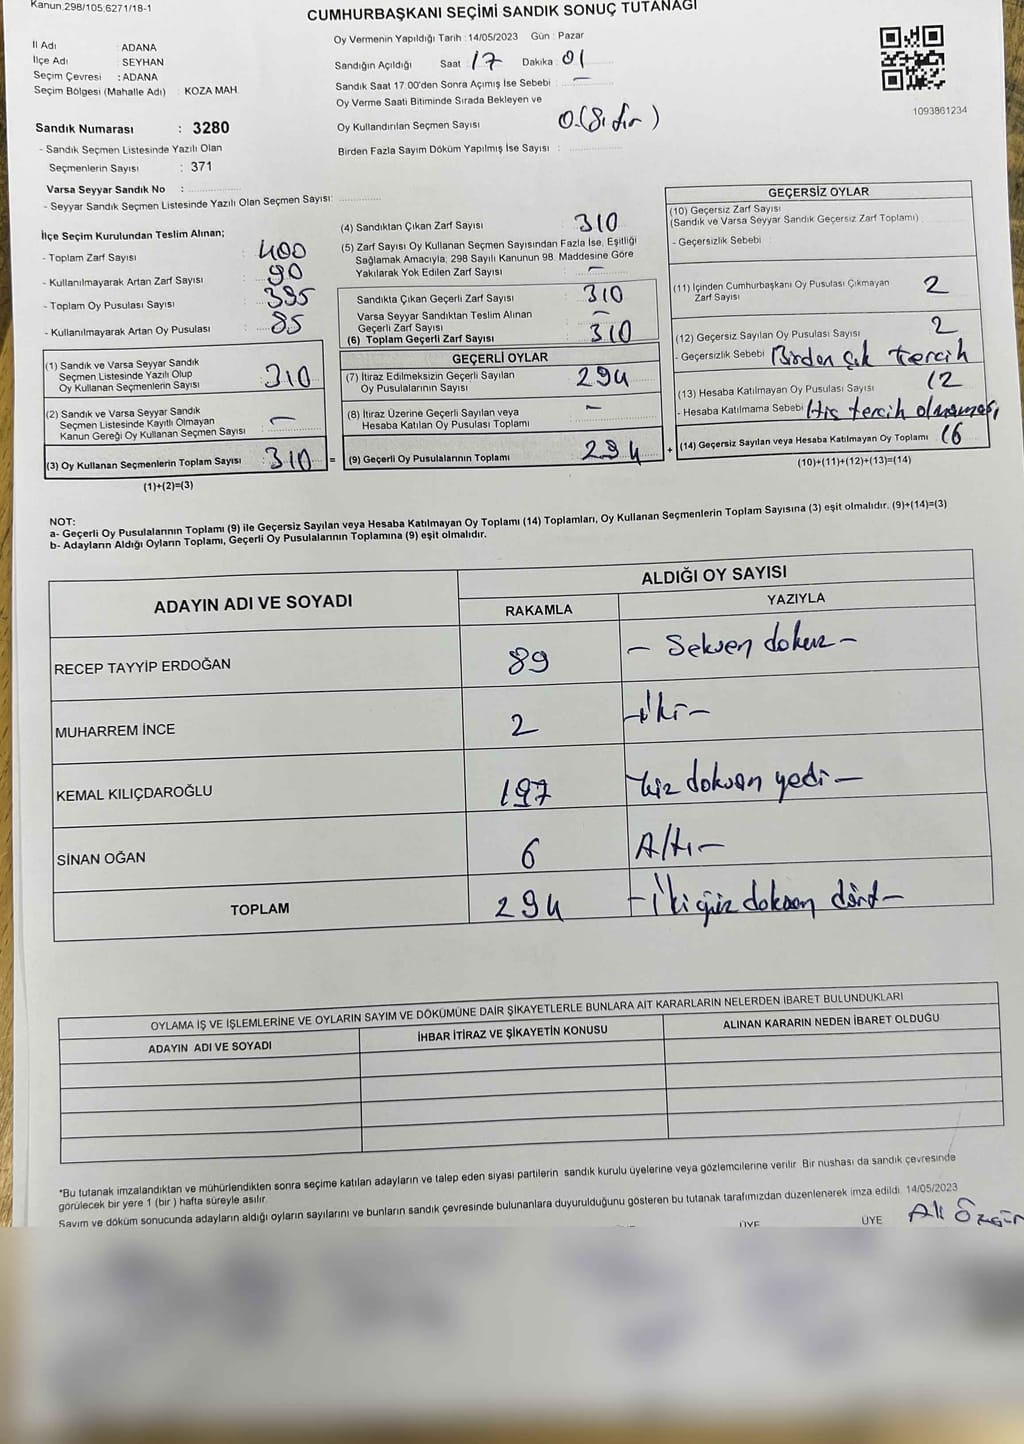 Kanun:298/105;6271/18-1
CUMHURBAŞKANI SEÇİMİ SANDIK SONUÇ TUTANAĞI
İl Adı : ADANA
İlçe Adı : SEYHAN
Seçim Çevresi : ADANA
Seçim Bölgesi (Mahalle Adı) : KOZA MAH.
Sandık Numarası : 3280
- Sandık Seçmen Listesinde Yazılı Olan
Seçmenlerin Sayısı : 371
Varsa Seyyar Sandık No :
- Seyyar Sandık Seçmen Listesinde Yazılı Olan Seçmen Sayısı:
Oy Vermenin Yapıldığı Tarih : 14/05/2023 Gün : Pazar
Sandığın Açıldığı Saat : 17 Dakika : 01
Sandık Saat 17.00'den Sonra Açımış İse Sebebi : —
Oy Verme Saati Bitiminde Sırada Bekleyen ve
Oy Kullandırılan Seçmen Sayısı 0.(Sıfır)
Birden Fazla Sayım Döküm Yapılmış İse Sayısı :
1093861234
İlçe Seçim Kurulundan Teslim Alınan;
- Toplam Zarf Sayısı : 400
- Kullanılmayarak Artan Zarf Sayısı : 90
- Toplam Oy Pusulası Sayısı : 395
- Kullanılmayarak Artan Oy Pusulası : 85
(1) Sandık ve Varsa Seyyar Sandık
Seçmen Listesinde Yazılı Olup
Oy Kullanan Seçmenlerin Sayısı : 310
(2) Sandık ve Varsa Seyyar Sandık
Seçmen Listesinde Kayıtlı Olmayan
Kanun Gereği Oy Kullanan Seçmen Sayısı : —
(3) Oy Kullanan Seçmenlerin Toplam Sayısı : 310 =
(1)+(2)=(3)
(4) Sandıktan Çıkan Zarf Sayısı : 310
(5) Zarf Sayısı Oy Kullanan Seçmen Sayısından Fazla İse, Eşitliği
Sağlamak Amacıyla, 298 Sayılı Kanunun 98. Maddesine Göre
Yakılarak Yok Edilen Zarf Sayısı : —
Sandıkta Çıkan Geçerli Zarf Sayısı : 310
Varsa Seyyar Sandıktan Teslim Alınan
Geçerli Zarf Sayısı : —
(6) Toplam Geçerli Zarf Sayısı : 310
GEÇERLİ OYLAR
(7) İtiraz Edilmeksizin Geçerli Sayılan
Oy Pusulalarının Sayısı : 294
(8) İtiraz Üzerine Geçerli Sayılan veya
Hesaba Katılan Oy Pusulası Toplamı : —
(9) Geçerli Oy Pusulalarının Toplamı : 294 +
GEÇERSİZ OYLAR
(10) Geçersiz Zarf Sayısı
(Sandık ve Varsa Seyyar Sandık Geçersiz Zarf Toplamı) :
- Geçersizlik Sebebi :
(11) İçinden Cumhurbaşkanı Oy Pusulası Çıkmayan
Zarf Sayısı : 2
(12) Geçersiz Sayılan Oy Pusulası Sayısı : 2
- Geçersizlik Sebebi : Birden çok tercih
(13) Hesaba Katılmayan Oy Pusulası Sayısı : 12
- Hesaba Katılmama Sebebi : Hiç tercih olmaması
(14) Geçersiz Sayılan veya Hesaba Katılmayan Oy Toplamı : 16
(10)+(11)+(12)+(13)=(14)
NOT:
a- Geçerli Oy Pusulalarının Toplamı (9) ile Geçersiz Sayılan veya Hesaba Katılmayan Oy Toplamı (14) Toplamları, Oy Kullanan Seçmenlerin Toplam Sayısına (3) eşit olmalıdır. (9)+(14)=(3)
b- Adayların Aldığı Oyların Toplamı, Geçerli Oy Pusulalarının Toplamına (9) eşit olmalıdır.
ADAYIN ADI VE SOYADI ALDIĞI OY SAYISI
RAKAMLA YAZIYLA
RECEP TAYYİP ERDOĞAN 89 — Seksen dokuz —
MUHARREM İNCE 2 — İki —
KEMAL KILIÇDAROĞLU 197 — Yüz doksan yedi —
SİNAN OĞAN 6 Altı —
TOPLAM 294 — İki yüz doksan dört —
OYLAMA İŞ VE İŞLEMLERİNE VE OYLARIN SAYIM VE DÖKÜMÜNE DAİR ŞİKAYETLERLE BUNLARA AİT KARARLARIN NELERDEN İBARET BULUNDUKLARI
ADAYIN ADI VE SOYADI İHBAR İTİRAZ VE ŞİKAYETİN KONUSU ALINAN KARARIN NEDEN İBARET OLDUĞU
*Bu tutanak imzalandıktan ve mühürlendikten sonra seçime katılan adayların ve talep eden siyasi partilerin sandık kurulu üyelerine veya gözlemcilerine verilir. Bir nushası da sandık çevresinde
görülecek bir yere 1 (bir ) hafta süreyle asılır.
Sayım ve döküm sonucunda adayların aldığı oyların sayılarını ve bunların sandık çevresinde bulunanlara duyurulduğunu gösteren bu tutanak tarafımızdan düzenlenerek imza edildi. 14/05/2023
ÜYE ÜYE Ali Özgür